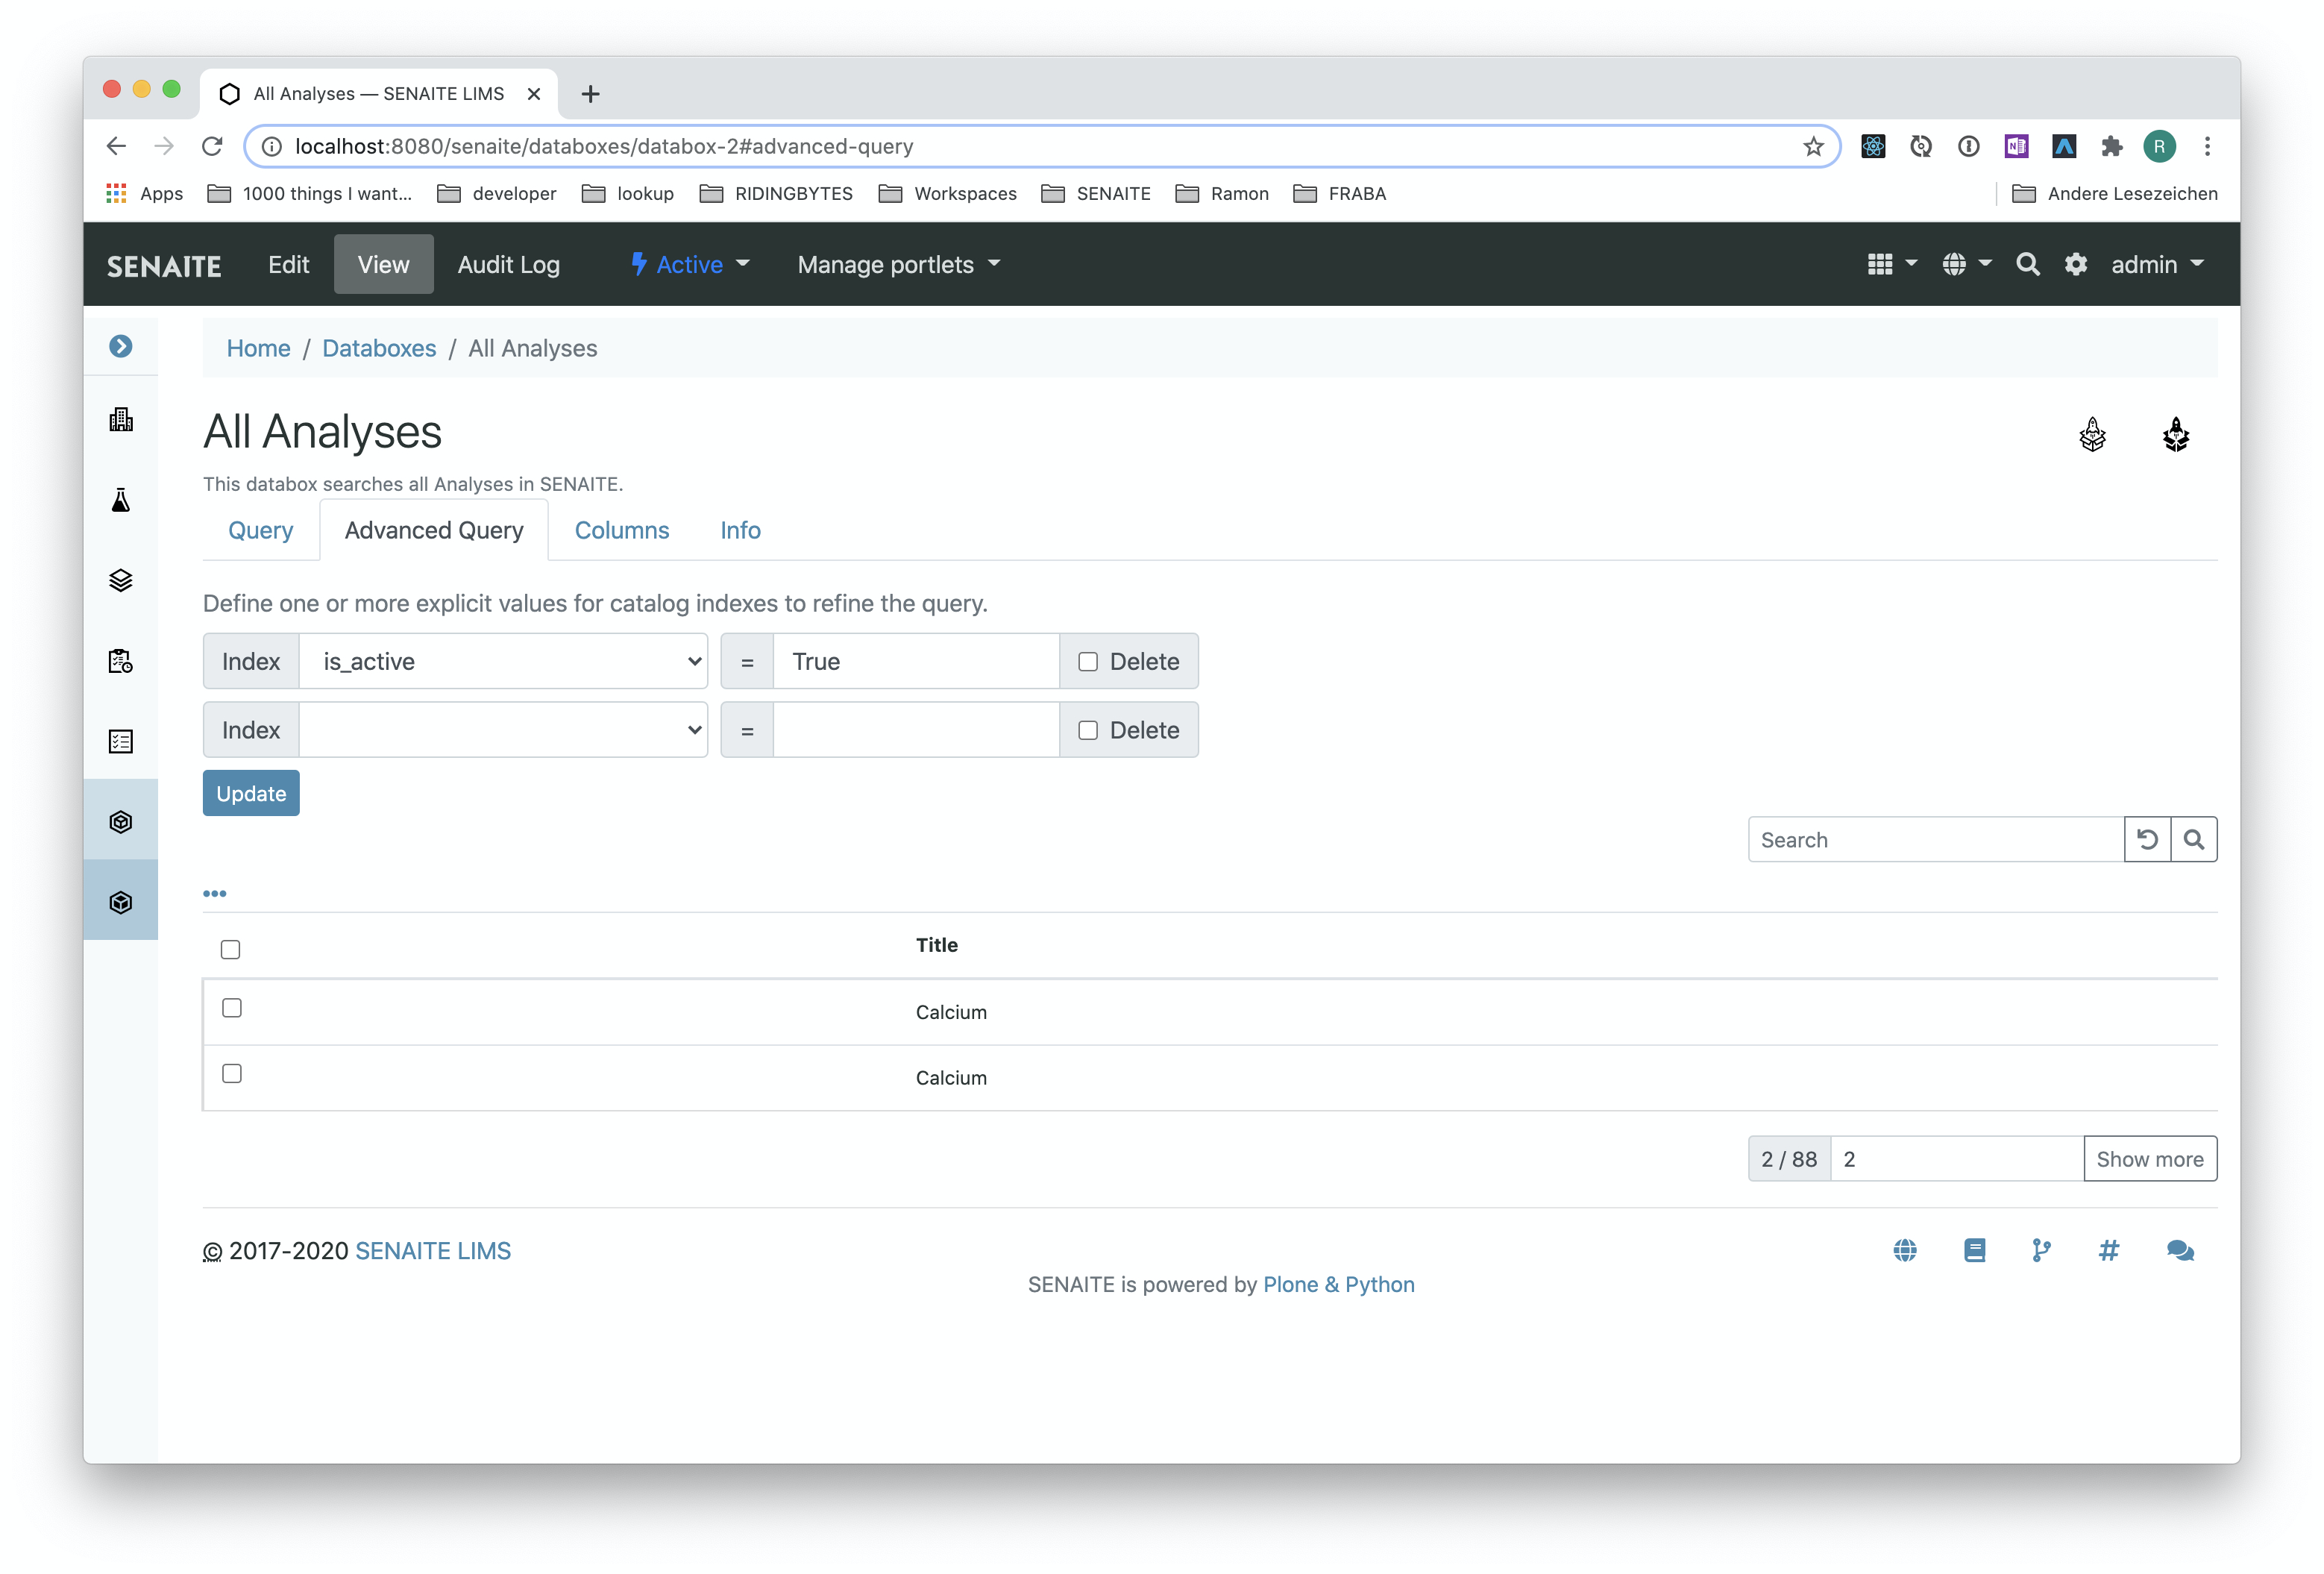 All Analyses — SENAITE LIMS
localhost:8080/senaite/databoxes/databox-2#advanced-query
R
Apps 1000 things I want... developer lookup RIDINGBYTES Workspaces SENAITE Ramon FRABA Andere Lesezeichen
SENAITE Edit View Audit Log Active Manage portlets admin
Home / Databoxes / All Analyses
All Analyses
This databox searches all Analyses in SENAITE.
Query Advanced Query Columns Info
Define one or more explicit values for catalog indexes to refine the query.
Index is_active = True Delete
Index = Delete
Update
Search
Title
Calcium
Calcium
2 / 88 2 Show more
© 2017-2020 SENAITE LIMS
SENAITE is powered by Plone & Python